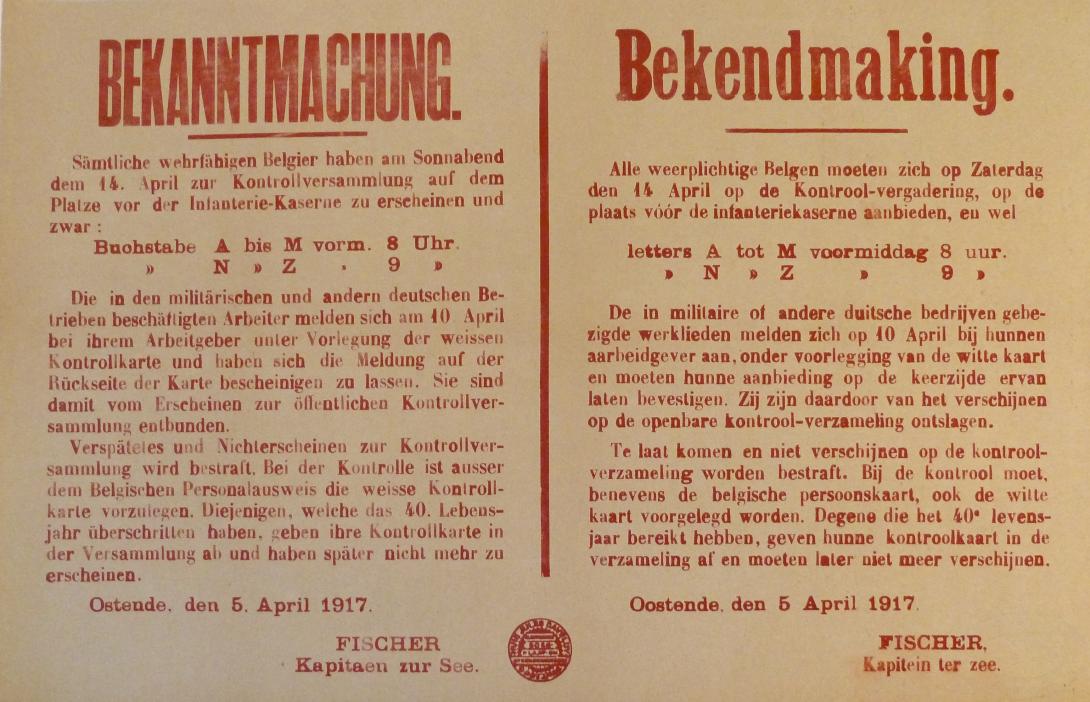 BEKANNTMACHUNG.
Sämtliche wehrfähigen Belgier haben am Sonnabend
dem 14. April zur Kontrollversammlung auf dem
Platze vor der Infanterie-Kaserne zu erscheinen und
zwar :
Buchstabe A bis M vorm. 8 Uhr.
» N » Z » 9 »
Die in den militärischen und andern deutschen Be-
trieben beschäftigten Arbeiter melden sich am 10 April
bei ihrem Arbeitgeber unter Vorlegung der weissen
Kontrollkarte und haben sich die Meldung auf der
Rückseite der Karte bescheinigen zu lassen. Sie sind
damit vom Erscheinen zur öffentlichen Kontrollver-
sammlung entbunden.
Verspätetes und Nichterscheinen zur Kontrollver-
sammlung wird bestraft. Bei der Kontrolle ist ausser
dem Belgischen Personalausweis die weisse Kontroll-
karte vorzulegen. Diejenigen, welche das 40. Lebens-
jahr überschritten haben, geben ihre Kontrollkarte in
der Versammlung ab und haben später nicht mehr zu
erscheinen.
Ostende, den 5. April 1917.
FISCHER
Kapitaen zur See.
Bekendmaking.
Alle weerplichtige Belgen moeten zich op Zaterdag
den 14 April op de Kontrool-vergadering, op de
plaats vóór de infanteriekaserne aanbieden, en wel
letters A tot M voormiddag 8 uur.
» N » Z » 9 »
De in militaire of andere duitsche bedrijven gebe-
zigde werklieden melden zich op 10 April bij hunnen
aarbeidgever aan, onder voorlegging van de witte kaart
en moeten hunne aanbieding op de keerzijde ervan
laten bevestigen. Zij zijn daardoor van het verschijnen
op de openbare kontrool-verzameling ontslagen.
Te laat komen en niet verschijnen op de kontrool-
verzameling worden bestraft. Bij de kontrool moet,
benevens de belgische persoonskaart, ook de witte
kaart voorgelegd worden. Degene die het 40e levens-
jaar bereikt hebben, geven hunne kontroolkaart in de
verzameling af en moeten later niet meer verschijnen.
Oostende, den 5 April 1917.
FISCHER,
Kapitein ter zee.